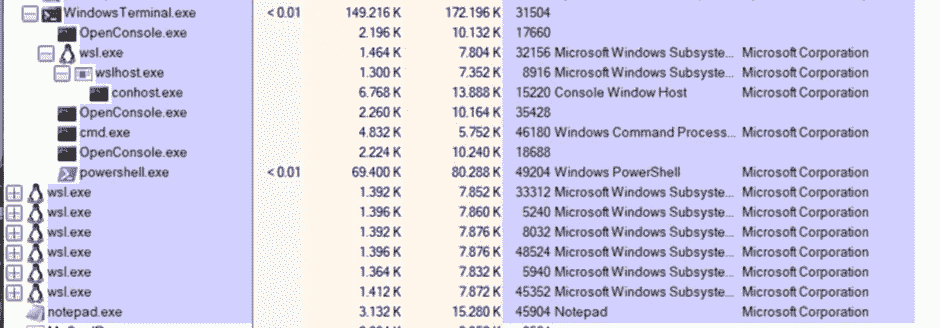 WindowsTerminal.exe < 0.01 149.216 K 172.196 K 31504
OpenConsole.exe 2.196 K 10.132 K 17660
wsl.exe 1.464 K 7.804 K 32156 Microsoft Windows Subsyste... Microsoft Corporation
wslhost.exe 1.300 K 7.352 K 8916 Microsoft Windows Subsyste... Microsoft Corporation
conhost.exe 6.768 K 13.888 K 15220 Console Window Host Microsoft Corporation
OpenConsole.exe 2.260 K 10.164 K 35428
cmd.exe 4.832 K 5.752 K 46180 Windows Command Process... Microsoft Corporation
OpenConsole.exe 2.224 K 10.240 K 18688
powershell.exe < 0.01 69.400 K 80.288 K 49204 Windows PowerShell Microsoft Corporation
wsl.exe 1.392 K 7.852 K 33312 Microsoft Windows Subsyste... Microsoft Corporation
wsl.exe 1.396 K 7.860 K 5240 Microsoft Windows Subsyste... Microsoft Corporation
wsl.exe 1.392 K 7.876 K 8032 Microsoft Windows Subsyste... Microsoft Corporation
wsl.exe 1.396 K 7.876 K 48524 Microsoft Windows Subsyste... Microsoft Corporation
wsl.exe 1.364 K 7.832 K 5940 Microsoft Windows Subsyste... Microsoft Corporation
wsl.exe 1.412 K 7.872 K 45352 Microsoft Windows Subsyste... Microsoft Corporation
notepad.exe 3.132 K 15.280 K 45904 Notepad Microsoft Corporation